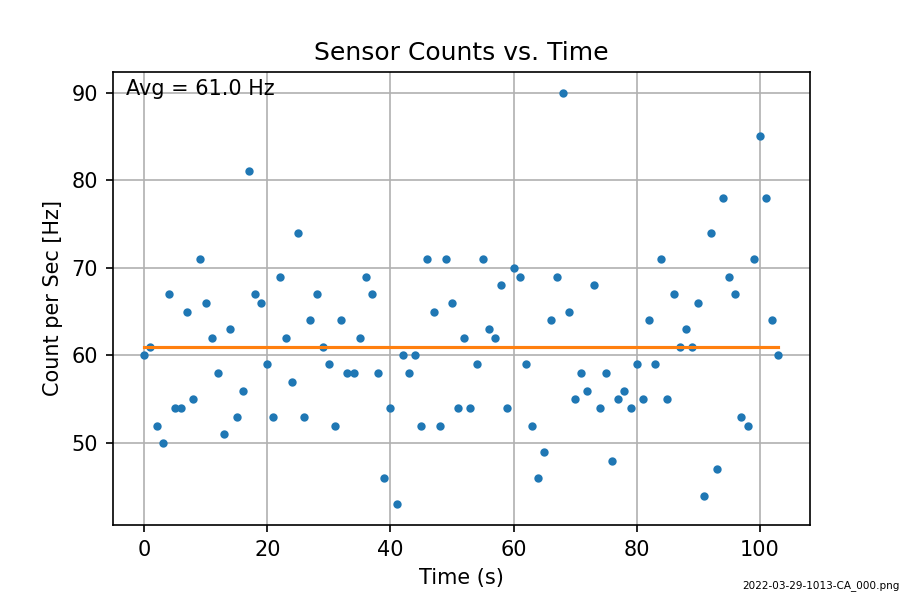 Sensor Counts vs. Time
Avg = 61.0 Hz
90
80
70
60
50
Count per Sec [Hz]
0 20 40 60 80 100
Time (s)
2022-03-29-1013-CA_000.png